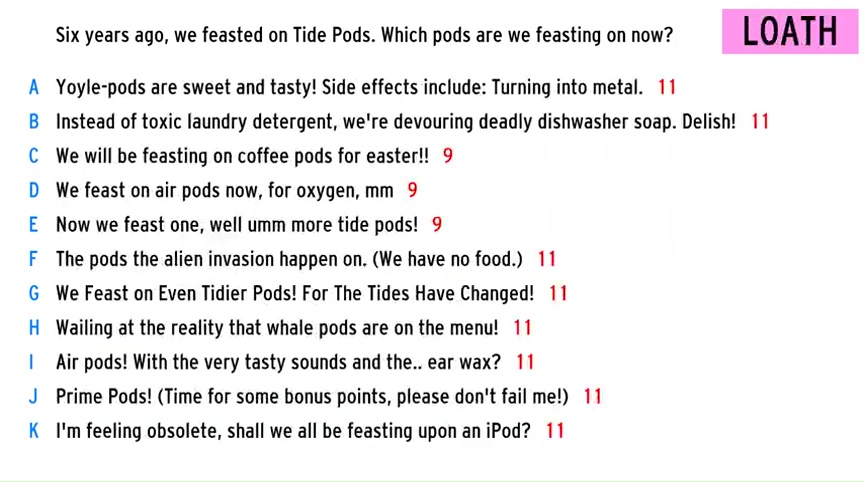 Six years ago, we feasted on Tide Pods. Which pods are we feasting on now?
LOATH
A Yoyle-pods are sweet and tasty! Side effects include: Turning into metal. 11
B Instead of toxic laundry detergent, we're devouring deadly dishwasher soap. Delish! 11
C We will be feasting on coffee pods for easter!! 9
D We feast on air pods now, for oxygen, mm 9
E Now we feast one, well umm more tide pods! 9
F The pods the alien invasion happen on. (We have no food.) 11
G We Feast on Even Tidier Pods! For The Tides Have Changed! 11
H Wailing at the reality that whale pods are on the menu! 11
I Air pods! With the very tasty sounds and the.. ear wax? 11
J Prime Pods! (Time for some bonus points, please don't fail me!) 11
K I'm feeling obsolete, shall we all be feasting upon an iPod? 11